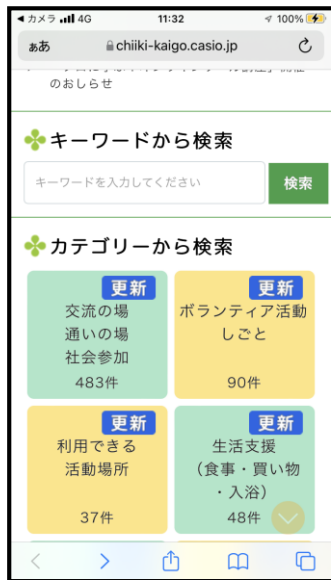 カメラ 4G 11:32 100%
ああ chiiki-kaigo.casio.jp
のおしらせ
キーワードから検索
キーワードを入力してください 検索
カテゴリーから検索
更新
交流の場
通いの場
社会参加
483件
更新
ボランティア活動
しごと
90件
更新
利用できる
活動場所
37件
更新
生活支援
（食事・買い物
・入浴）
48件